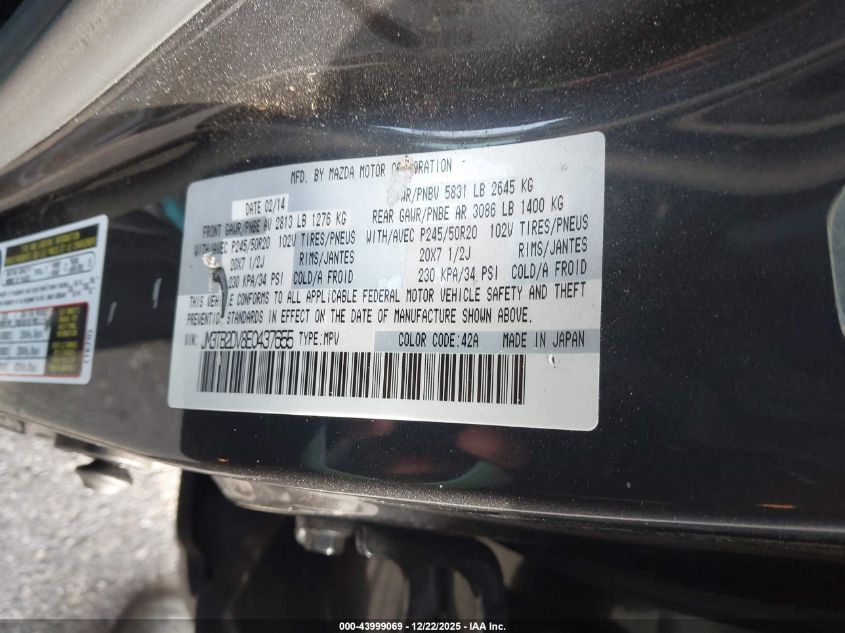 MFD. BY MAZDA MOTOR CORPORATION
DATE 02/14
GVWR/PNBV 5831 LB 2645 KG
FRONT GAWR/PNBE AV 2813 LB 1276 KG
REAR GAWR/PNBE AR 3086 LB 1400 KG
WITH/AVEC P245/50R20 102V TIRES/PNEUS
WITH/AVEC P245/50R20 102V TIRES/PNEUS
20X7 1/2J RIMS/JANTES
20X7 1/2J RIMS/JANTES
230 KPA/34 PSI COLD/A FROID
230 KPA/34 PSI COLD/A FROID
THIS VEHICLE CONFORMS TO ALL APPLICABLE FEDERAL MOTOR VEHICLE SAFETY AND THEFT
PREVENTIC STANDARDS IN EFFECT ON THE DATE OF MANUFACTURE SHOWN ABOVE.
VIN: JM3TB2DV8E0437655 TYPE:MPV COLOR CODE:42A MADE IN JAPAN
(1870)
000-43999069 - 12/22/2025 - IAA Inc.